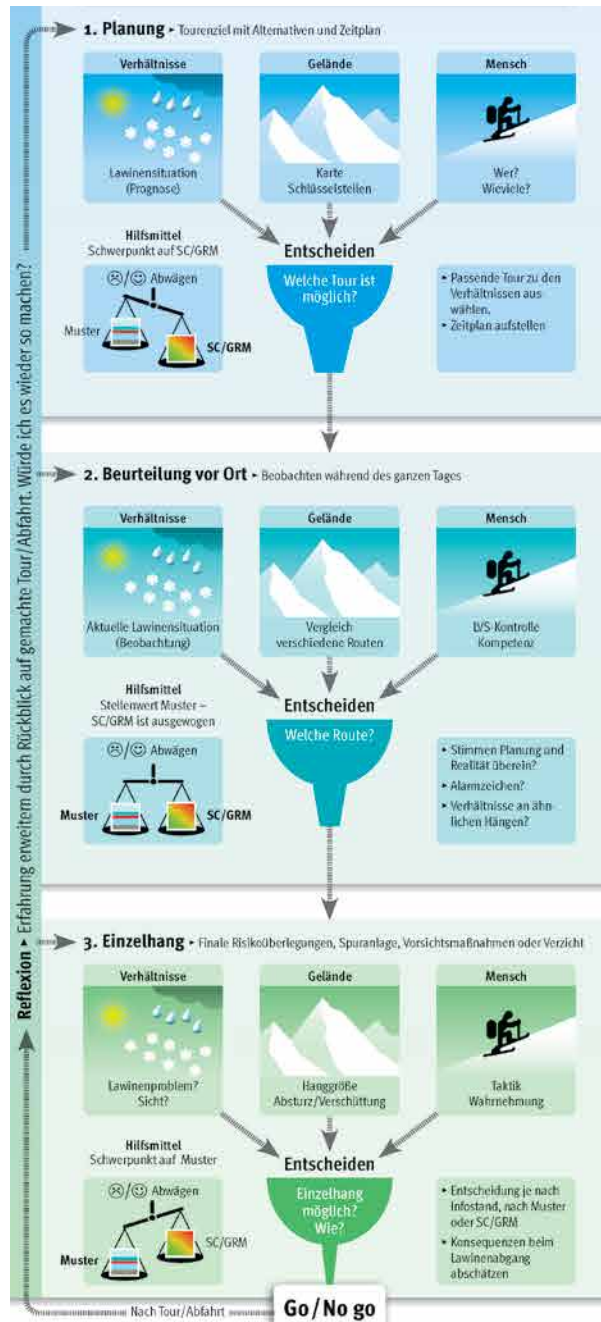 1. Planung ▸ Tourenziel mit Alternativen und Zeitplan
Verhältnisse
Lawinensituation
(Prognose)
Gelände
Karte
Schlüsselstellen
Mensch
Wer?
Wieviele?
Hilfsmittel
Schwerpunkt auf SC/GRM
☹/☺ Abwägen
Muster
SC/GRM
Entscheiden
Welche Tour ist
möglich?
▸ Passende Tour zu den
Verhältnissen aus
wählen.
▸ Zeitplan aufstellen
2. Beurteilung vor Ort ▸ Beobachten während des ganzen Tages
Verhältnisse
Aktuelle Lawinensituation
(Beobachtung)
Gelände
Vergleich
verschiedene Routen
Mensch
LVS-Kontrolle
Kompetenz
Hilfsmittel
Stellenwert Muster –
SC/GRM ist ausgewogen
☹/☺ Abwägen
Muster
SC/GRM
Entscheiden
Welche Route?
▸ Stimmen Planung und
Realität überein?
▸ Alarmzeichen?
▸ Verhältnisse an ähn-
lichen Hängen?
3. Einzelhang ▸ Finale Risikoüberlegungen, Spuranlage, Vorsichtsmaßnahmen oder Verzicht
Verhältnisse
Lawinenproblem?
Sicht?
Gelände
Hanggröße
Absturz/Verschüttung
Mensch
Taktik
Wahrnehmung
Hilfsmittel
Schwerpunkt auf Muster
☹/☺ Abwägen
Muster
SC/GRM
Entscheiden
Einzelhang
möglich?
Wie?
▸ Entscheidung je nach
Infostand, nach Muster
oder SC/GRM
▸ Konsequenzen beim
Lawinenabgang
abschätzen
Nach Tour/Abfahrt
Go/No go
Reflexion ▸ Erfahrung erweitern durch Rückblick auf gemachte Tour/Abfahrt. Würde ich es wieder so machen?